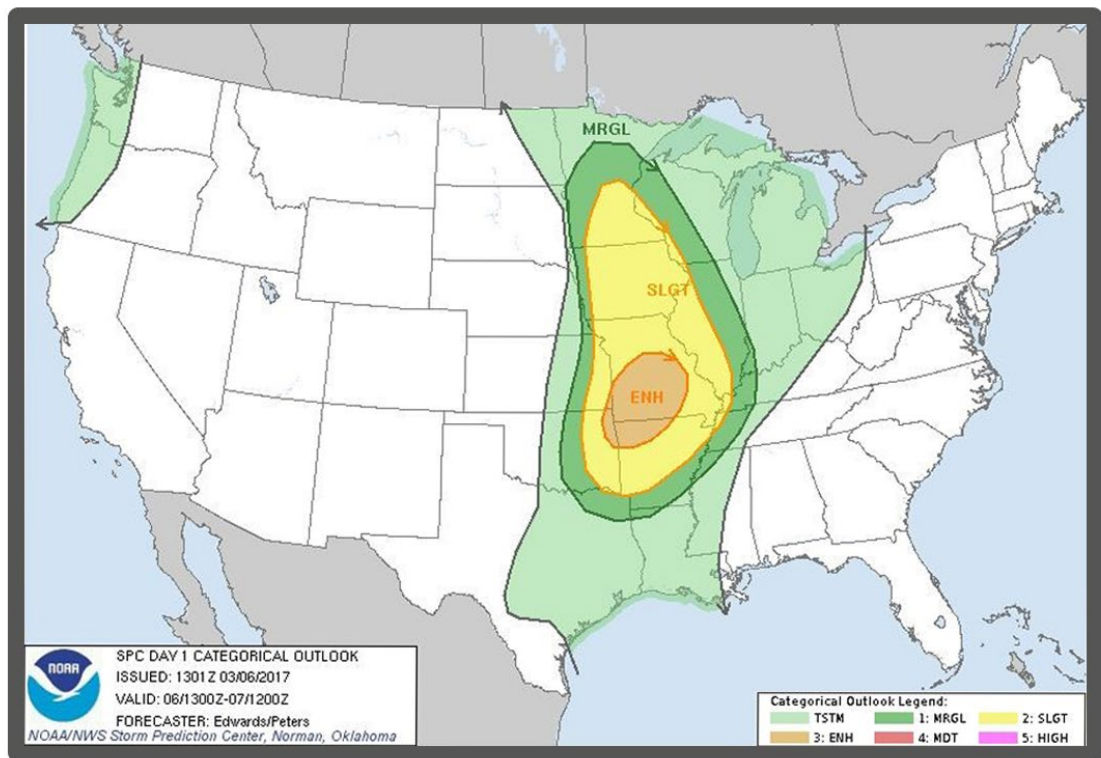 MRGL
SLGT
ENH
NOAA
SPC DAY 1 CATEGORICAL OUTLOOK
ISSUED: 1301Z 03/06/2017
VALID: 06/1300Z-07/1200Z
FORECASTER: Edwards/Peters
NOAA/NWS Storm Prediction Center, Norman, Oklahoma
Categorical Outlook Legend:
TSTM 1: MRGL 2: SLGT
3: ENH 4: MDT 5: HIGH